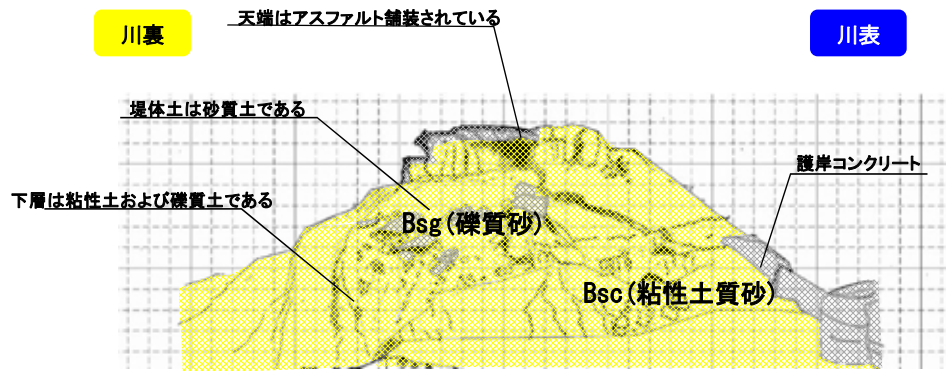 天端はアスファルト舗装されている
川裏
川表
堤体土は砂質土である
護岸コンクリート
下層は粘性土および礫質土である
Bsg(礫質砂)
Bsc(粘性土質砂)